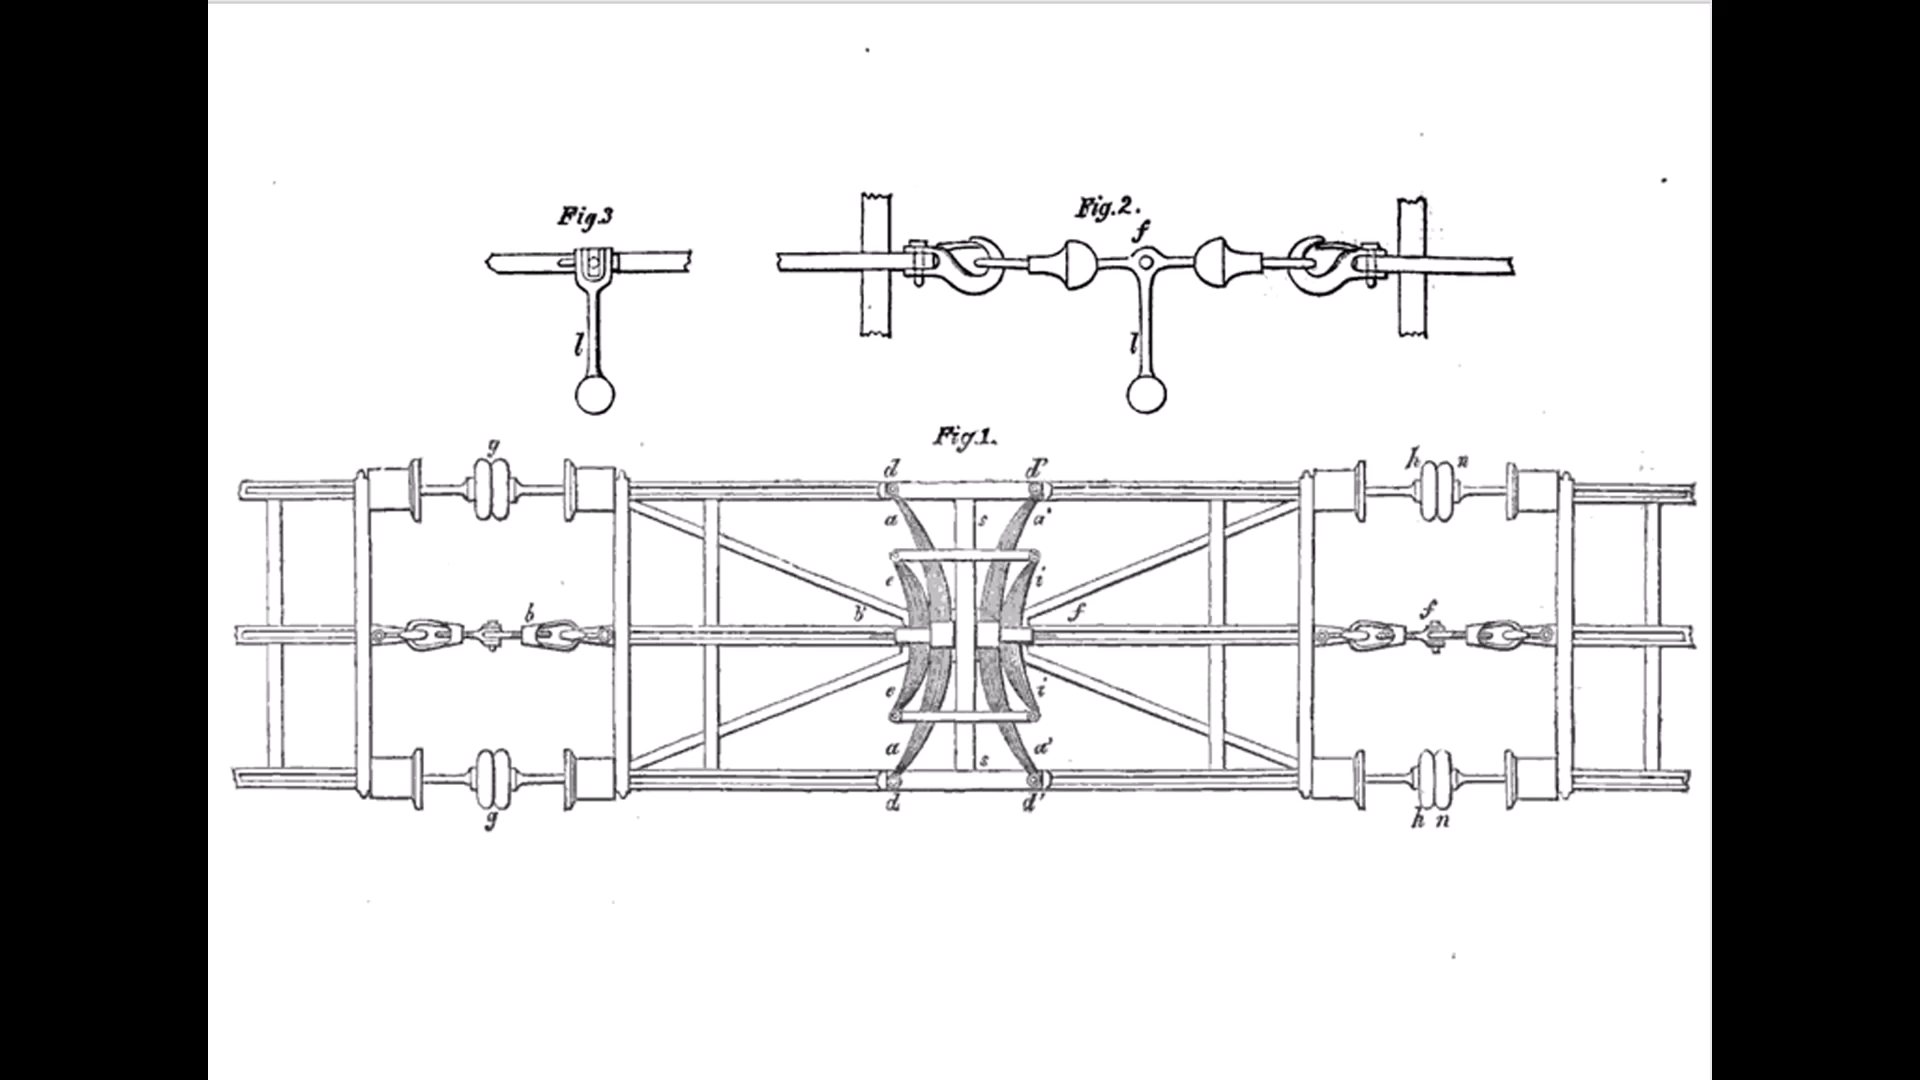 Fig.3
Fig.2.
f
l
l
Fig.1.
g
d
d'
h
n
a
s
a'
e
i
b
b'
f
f
e
i
a
s
a'
d
d'
g
h
n